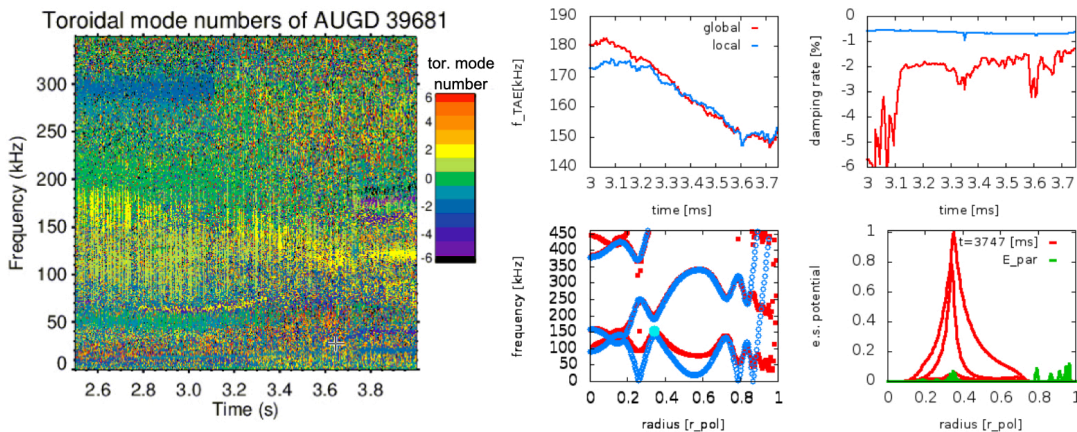 Toroidal mode numbers of AUGD 39681
Frequency (kHz)
350
300
250
200
150
100
50
0
2.6 2.8 3.0 3.2 3.4 3.6 3.8
Time (s)
tor. mode
number
6
4
2
0
-2
-4
-6
f_TAE[kHz]
190
180
170
160
150
140
global
local
3 3.1 3.2 3.3 3.4 3.5 3.6 3.7
time [ms]
damping rate [%]
0
-1
-2
-3
-4
-5
-6
3 3.1 3.2 3.3 3.4 3.5 3.6 3.7
time [ms]
frequency [kHz]
450
400
350
300
250
200
150
100
50
0
0 0.2 0.4 0.6 0.8 1
radius [r_pol]
e.s. potential
1
0.8
0.6
0.4
0.2
0
t=3747 [ms]
E_par
0 0.2 0.4 0.6 0.8 1
radius [r_pol]